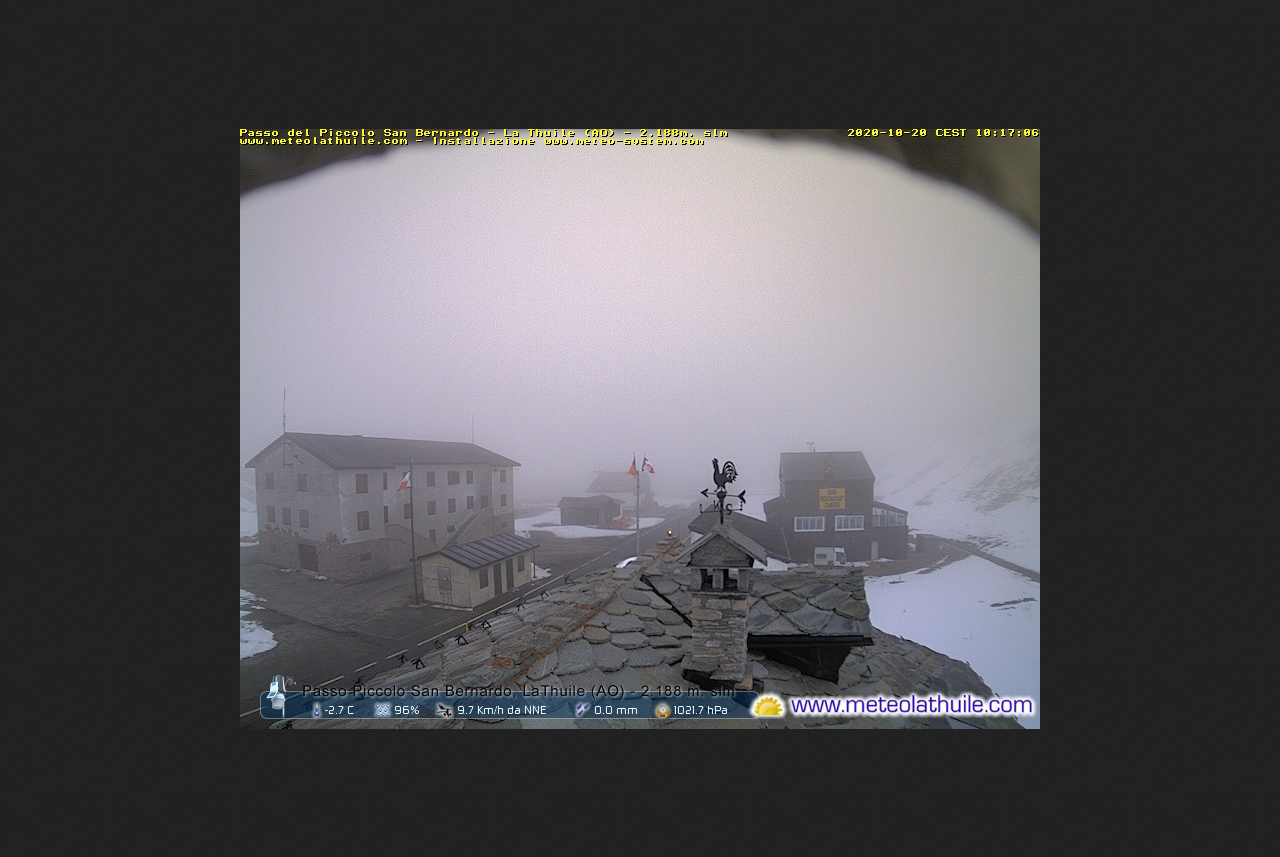 Passo del Piccolo San Bernardo - La Thuile (AO) - 2.188m. slm
2020-10-20 CEST 10:17:06
www.meteolathuile.com - Installazione www.meteo-system.com
BAR
Passo Piccolo San Bernardo, LaThuile (AO) - 2.188 m. slm
-2.7 C
96%
9.7 Km/h da NNE
0.0 mm
1021.7 hPa
www.meteolathuile.com